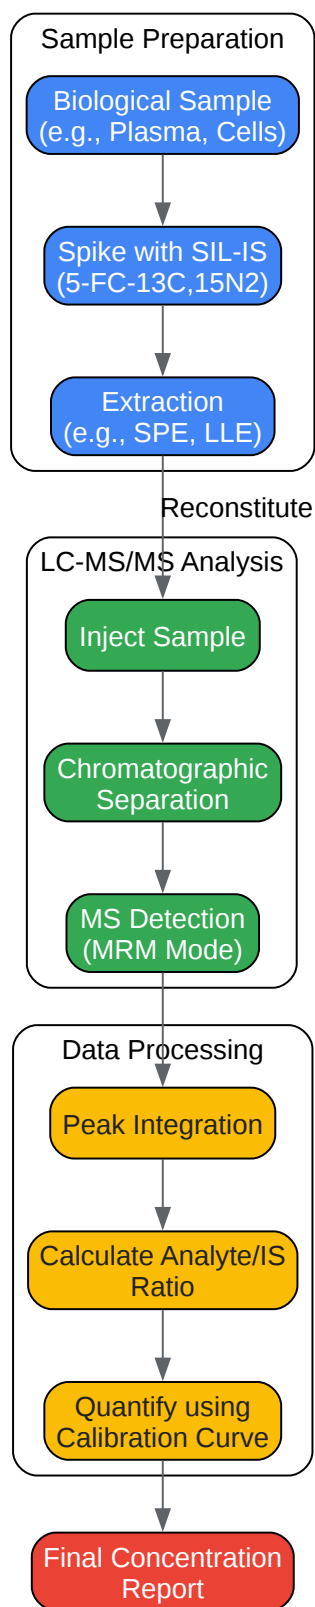 Sample Preparation
Biological Sample
(e.g., Plasma, Cells)
Spike with SIL-IS
(5-FC-13C,15N2)
Extraction
(e.g., SPE, LLE)
Reconstitute
LC-MS/MS Analysis
Inject Sample
Chromatographic
Separation
MS Detection
(MRM Mode)
Data Processing
Peak Integration
Calculate Analyte/IS
Ratio
Quantify using
Calibration Curve
Final Concentration
Report